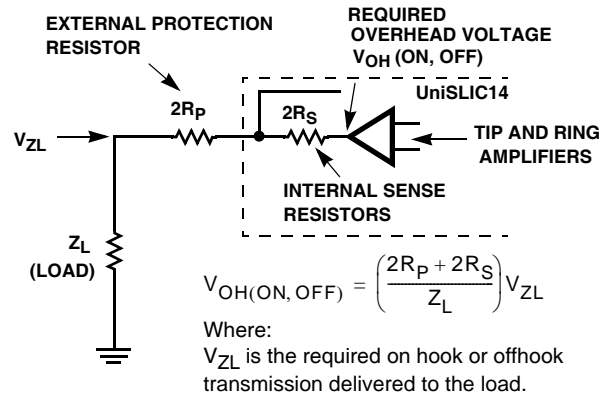 EXTERNAL PROTECTION
RESISTOR
REQUIRED
OVERHEAD VOLTAGE
VOH (ON, OFF)
UniSLIC14
2RP
2RS
VZL
TIP AND RING
AMPLIFIERS
INTERNAL SENSE
RESISTORS
ZL
(LOAD)
VOH(ON, OFF) = ((2RP + 2RS) / ZL) VZL
Where:
VZL is the required on hook or offhook
transmission delivered to the load.